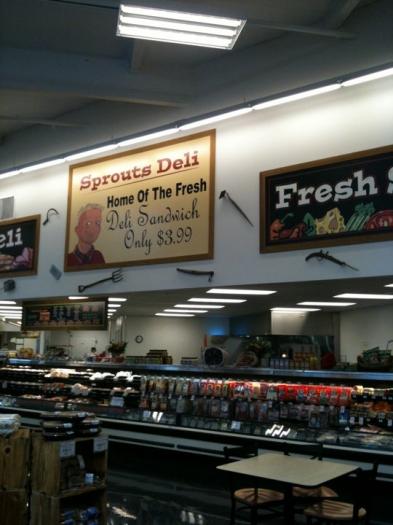 Sprouts Deli
Home Of The Fresh
Deli Sandwich
Only $3.99
eli
Fresh S